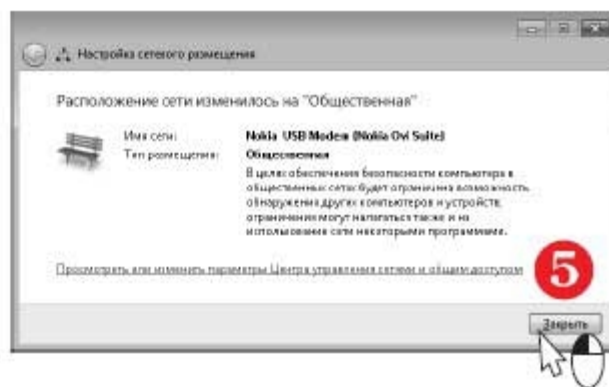 Настройка сетевого размещения
Расположение сети изменилось на "Общественная"
Имя сети: Nokia USB Modem (Nokia Ovi Suite)
Тип размещения: Общественная
В целях обеспечения безопасности компьютера в
общественных сетях будет ограничена возможность
обнаружения других компьютеров и устройств
ограничения могут налагаться также и на
использование сети некоторыми программами.
Просмотреть или изменить параметры Центра управления сетями и общим доступом
5
Закрыть